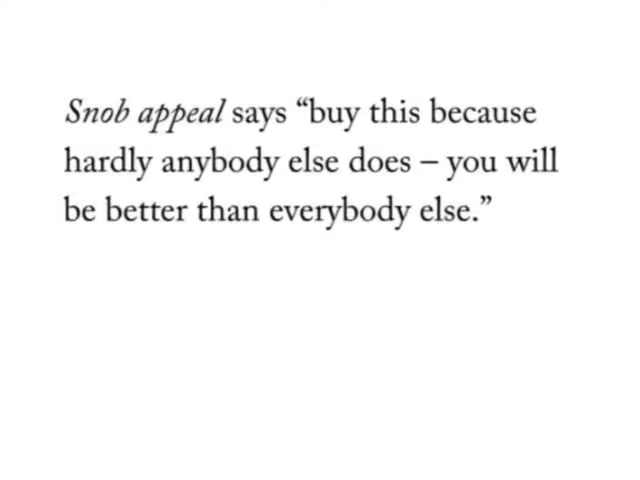 Snob appeal says “buy this because
hardly anybody else does – you will
be better than everybody else.”